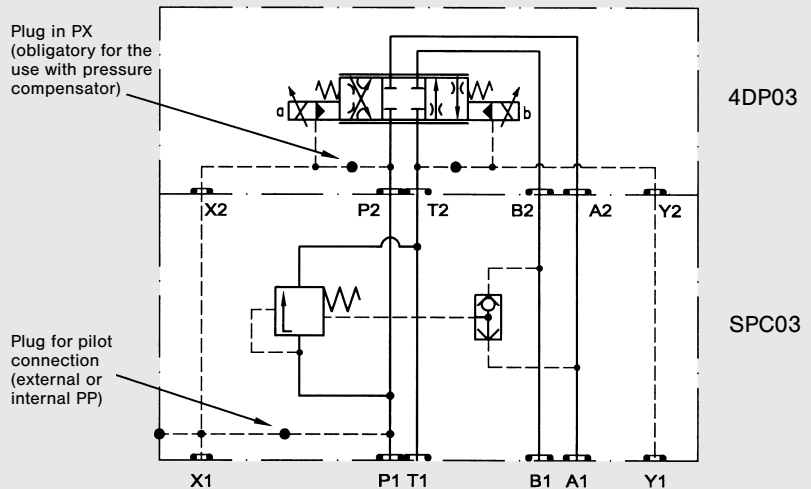 Plug in PX
(obligatory for the
use with pressure
compensator)
4DP03
a
b
X2
P2
T2
B2
A2
Y2
SPC03
Plug for pilot
connection
(external or
internal PP)
X1
P1
T1
B1
A1
Y1